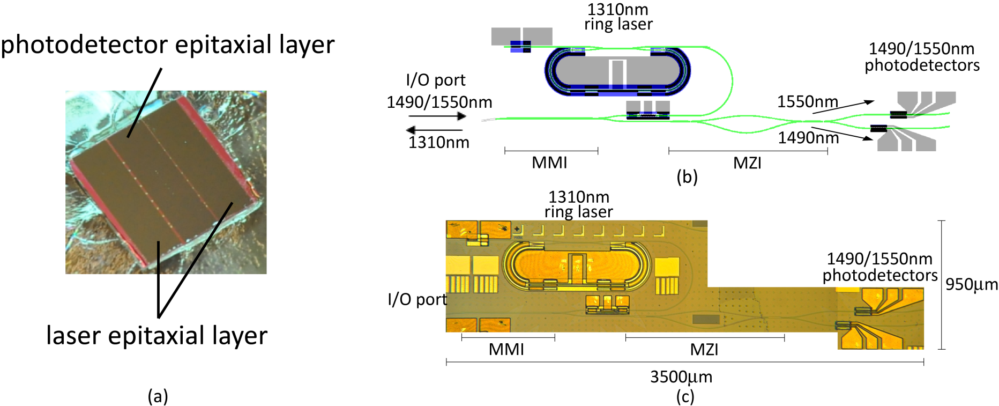 photodetector epitaxial layer
laser epitaxial layer
(a)
1310nm
ring laser
1490/1550nm
photodetectors
I/O port
1490/1550nm
1310nm
1550nm
1490nm
MMI
MZI
(b)
1310nm
ring laser
1490/1550nm
photodetectors
950μm
I/O port
MMI
MZI
3500μm
(c)